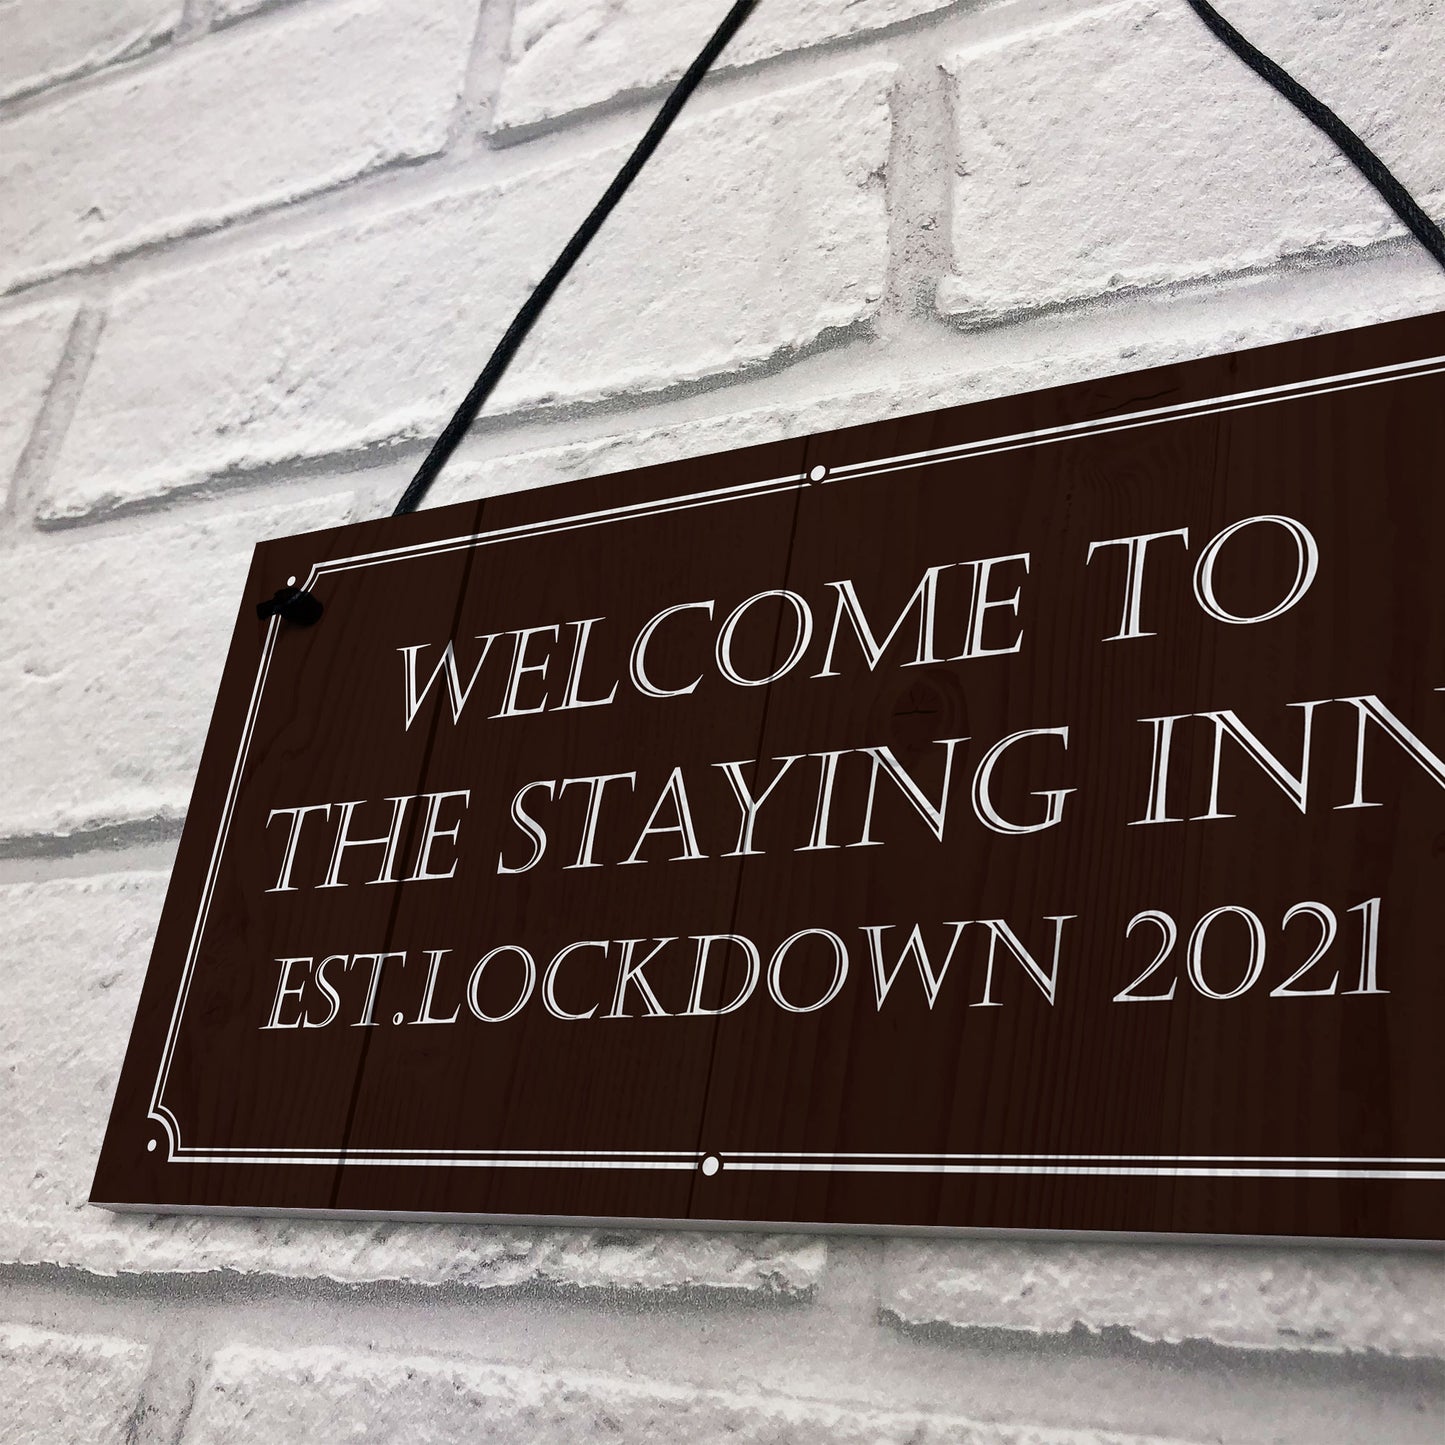 WELCOME TO
THE STAYING INN
EST.LOCKDOWN 2021